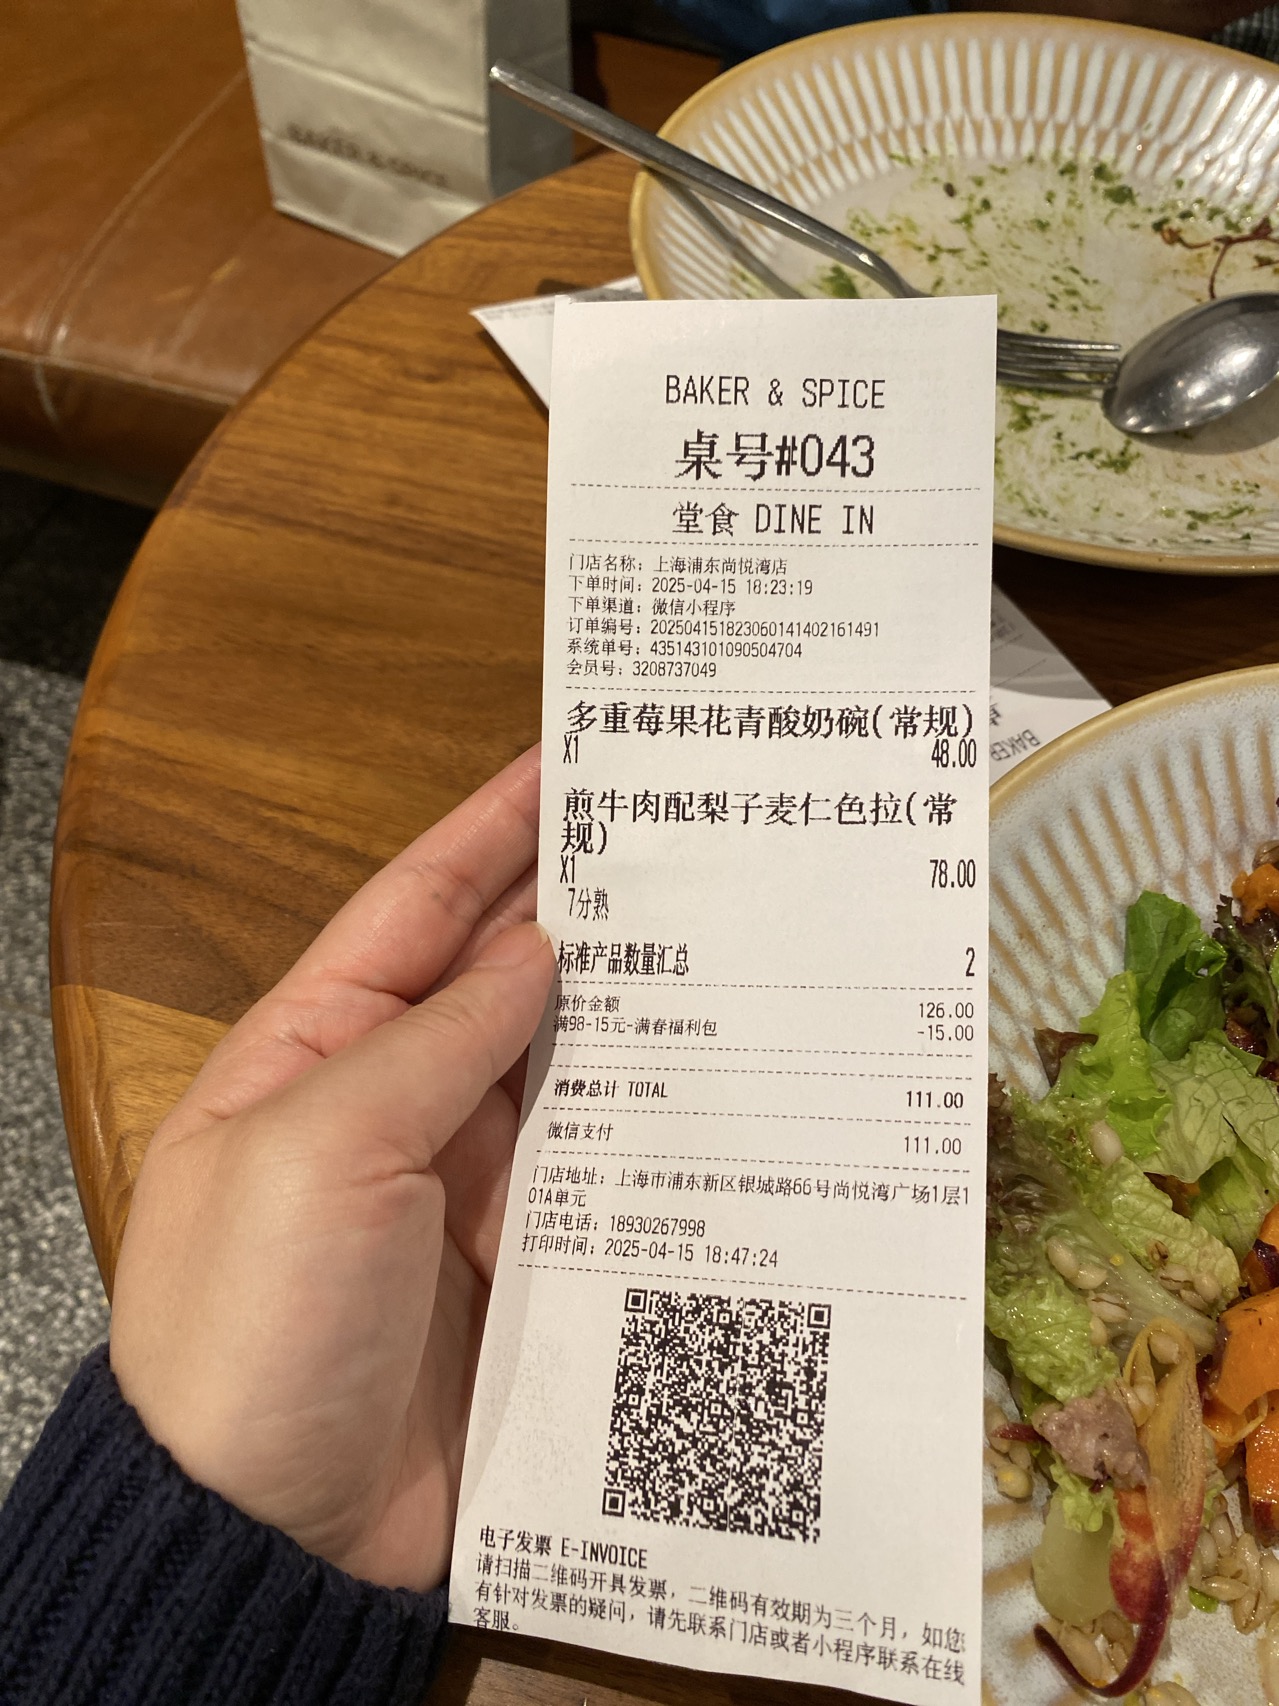 BAKER & SPICE
BAKER & SPICE
桌号#043
堂食 DINE IN
门店名称：上海浦东尚悦湾店
下单时间：2025-04-15 18:23:19
下单渠道：微信小程序
订单编号：202504151823060141402161491
系统单号：435143101090504704
会员号：3208737049
多重莓果花青酸奶碗(常规)
X1 48.00
煎牛肉配梨子麦仁色拉(常
规)
X1 78.00
7分熟
标准产品数量汇总 2
原价金额 126.00
满98-15元-满春福利包 -15.00
消费总计 TOTAL 111.00
微信支付 111.00
门店地址：上海市浦东新区银城路66号尚悦湾广场1层1
01A单元
门店电话：18930267998
打印时间：2025-04-15 18:47:24
电子发票 E-INVOICE
请扫描二维码开具发票，二维码有效期为三个月，如您
有针对发票的疑问，请先联系门店或者小程序联系在线
客服。
BAKER